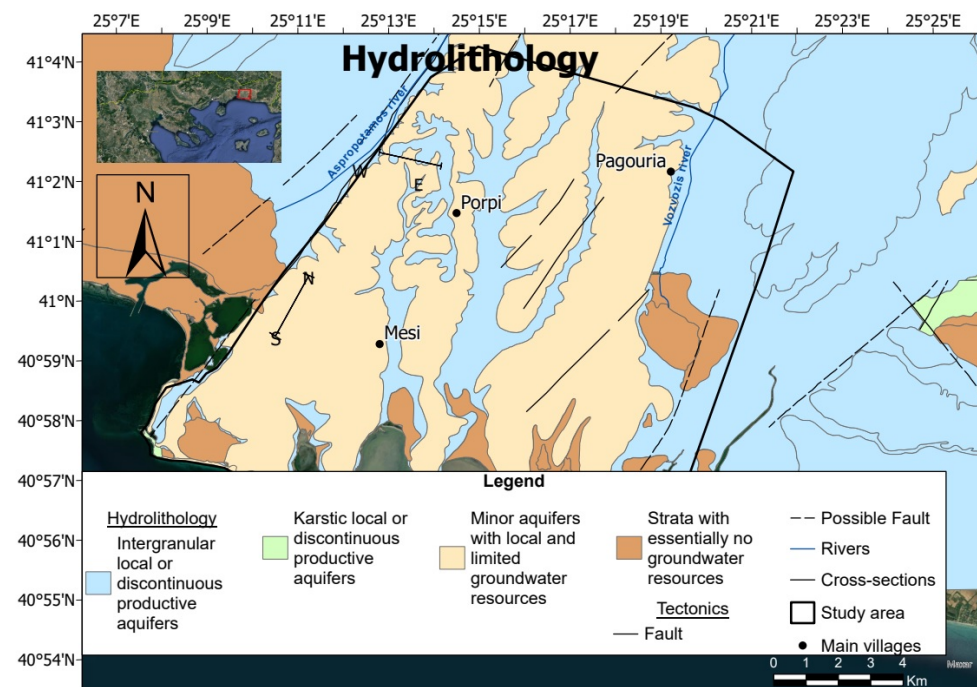 25°7'E 25°9'E 25°11'E 25°13'E 25°15'E 25°17'E 25°19'E 25°21'E 25°23'E 25°25'E
Hydrolithology
41°4'N
41°3'N
41°2'N
41°1'N
41°N
40°59'N
40°58'N
40°57'N
40°56'N
40°55'N
40°54'N
Aspropotamos river
Vozvozis river
N
W
E
Pagouria
Porpi
N
S
Mesi
Legend
Hydrolithology
Intergranular
local or
discontinuous
productive
aquifers
Karstic local or
discontinuous
productive
aquifers
Minor aquifers
with local and
limited
groundwater
resources
Strata with
essentially no
groundwater
resources
Tectonics
Fault
Possible Fault
Rivers
Cross-sections
Study area
Main villages
0 1 2 3 4
Km